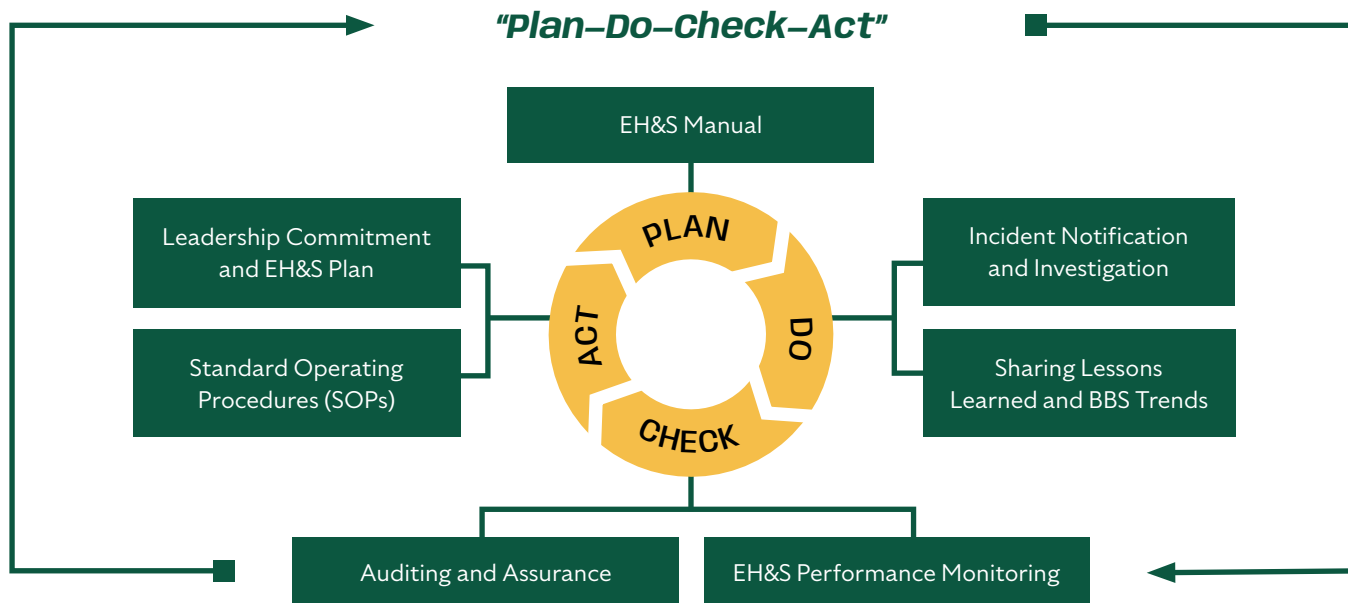 “Plan–Do–Check–Act”
EH&S Manual
Leadership Commitment
and EH&S Plan
Standard Operating
Procedures (SOPs)
PLAN
DO
CHECK
ACT
Incident Notification
and Investigation
Sharing Lessons
Learned and BBS Trends
Auditing and Assurance
EH&S Performance Monitoring